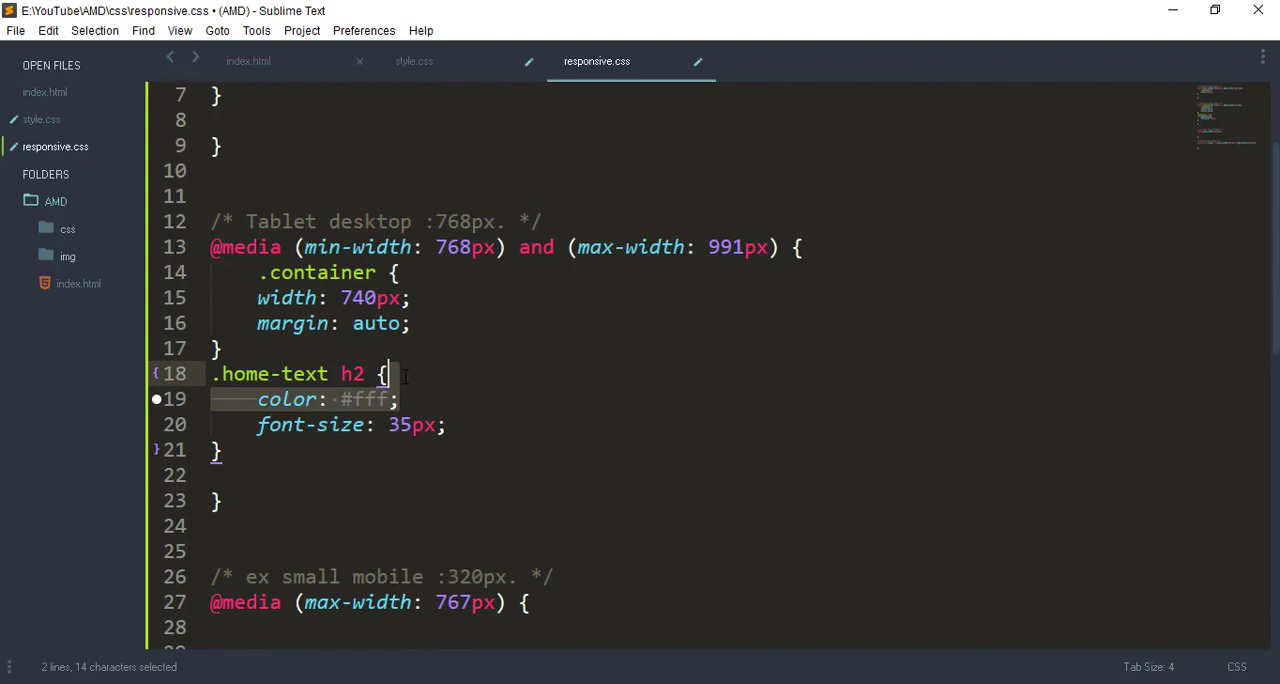 E:\YouTube\AMD\css\responsive.css • (AMD) - Sublime Text
File Edit Selection Find View Goto Tools Project Preferences Help
OPEN FILES
index.html
style.css
responsive.css
FOLDERS
AMD
css
img
index.html
index.html style.css responsive.css
7 }
8
9 }
10
11
12 /* Tablet desktop :768px. */
13 @media (min-width: 768px) and (max-width: 991px) {
14 .container {
15 width: 740px;
16 margin: auto;
17 }
18 .home-text h2 {
19 color: #fff;
20 font-size: 35px;
21 }
22
23 }
24
25
26 /* ex small mobile :320px. */
27 @media (max-width: 767px) {
28
2 lines, 14 characters selected Tab Size: 4 CSS